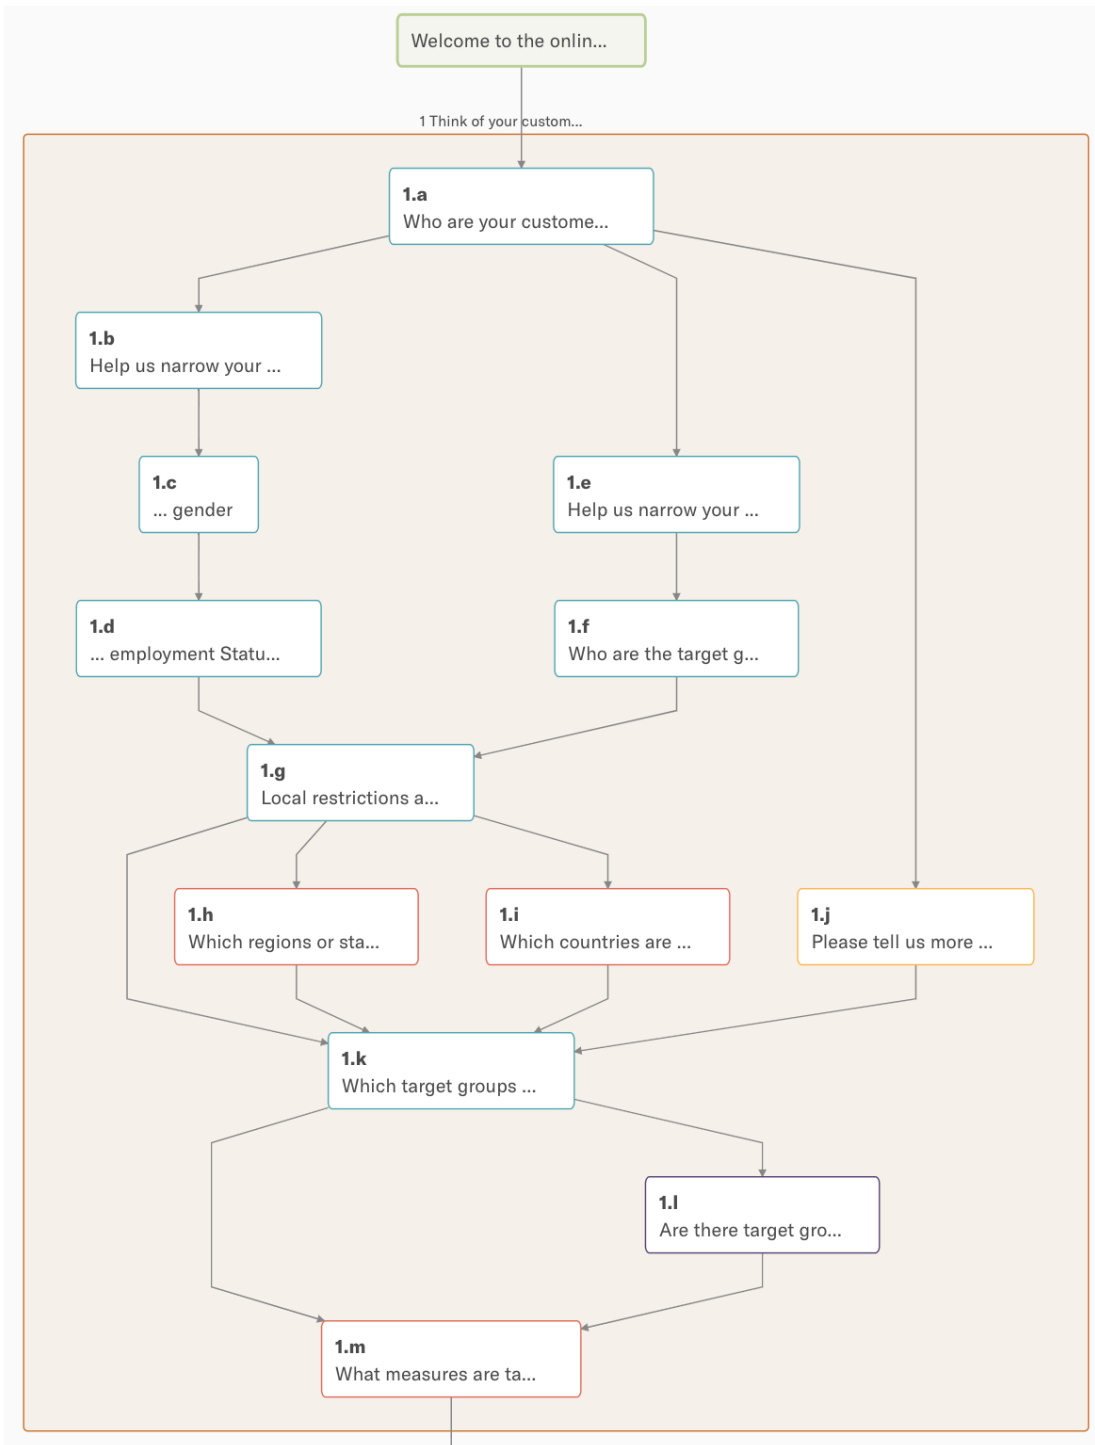 Welcome to the onlin...
1 Think of your custom...
1.a
Who are your custome...
1.b
Help us narrow your ...
1.c
... gender
1.e
Help us narrow your ...
1.d
... employment Statu...
1.f
Who are the target g...
1.g
Local restrictions a...
1.h
Which regions or sta...
1.i
Which countries are ...
1.j
Please tell us more ...
1.k
Which target groups ...
1.l
Are there target gro...
1.m
What measures are ta...